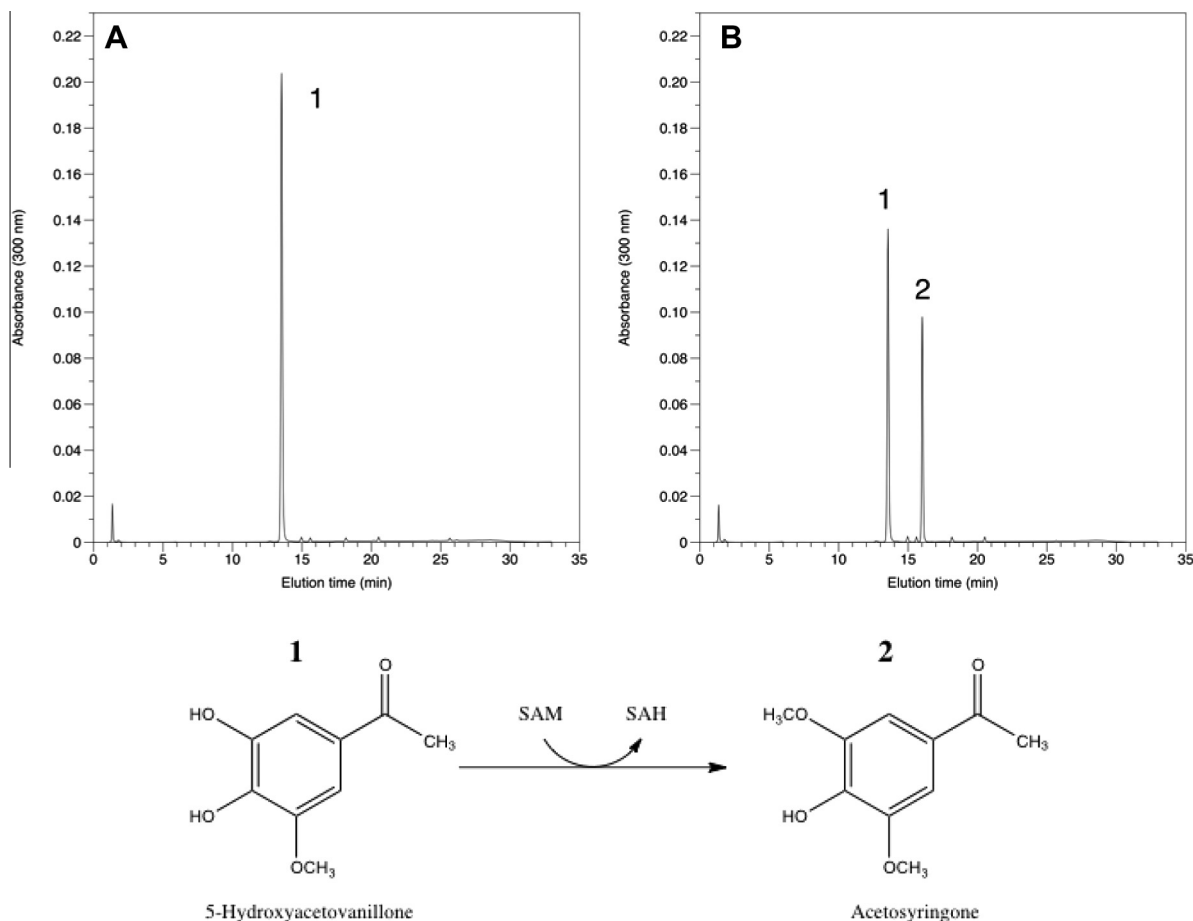 A
1
0.22
0.20
0.18
0.16
0.14
0.12
0.10
0.08
0.06
0.04
0.02
0
Absorbance (300 nm)
0 5 10 15 20 25 30 35
Elution time (min)
B
1
2
0.22
0.20
0.18
0.16
0.14
0.12
0.10
0.08
0.06
0.04
0.02
0
Absorbance (300 nm)
0 5 10 15 20 25 30 35
Elution time (min)
1
O
HO
CH₃
HO
OCH₃
5-Hydroxyacetovanillone
SAM SAH
2
O
H₃CO
CH₃
HO
OCH₃
Acetosyringone